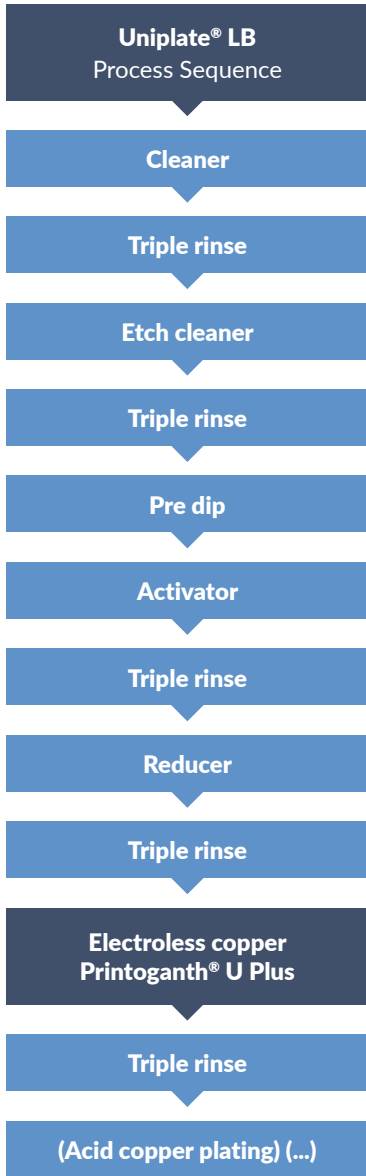 Uniplate® LB
Process Sequence
Cleaner
Triple rinse
Etch cleaner
Triple rinse
Pre dip
Activator
Triple rinse
Reducer
Triple rinse
Electroless copper
Printoganth® U Plus
Triple rinse
(Acid copper plating) (...)